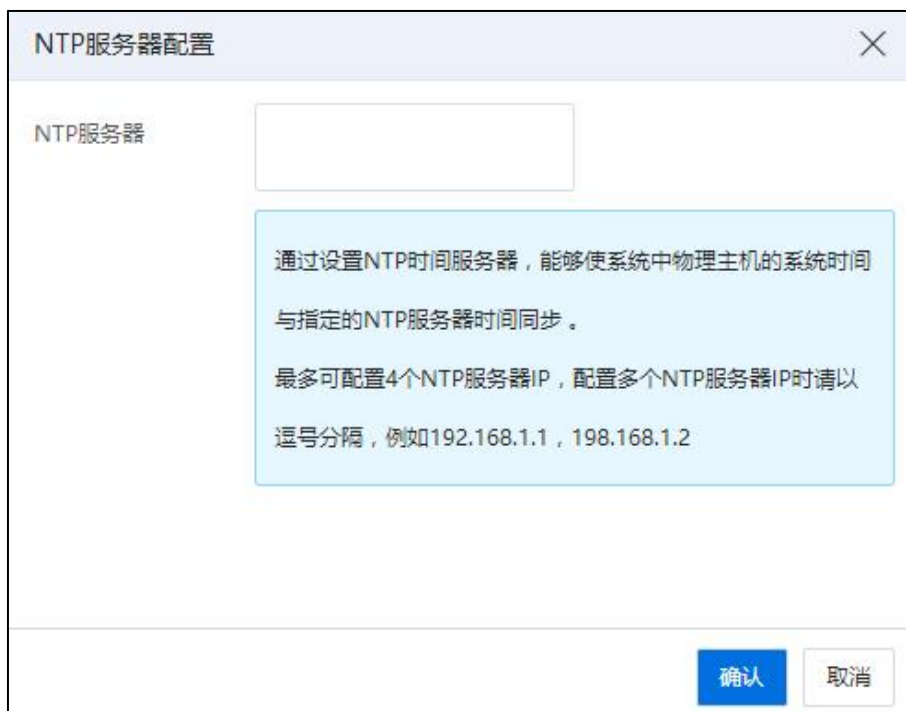 NTP服务器配置
NTP服务器
通过设置NTP时间服务器，能够使系统中物理主机的系统时间
与指定的NTP服务器时间同步 。
最多可配置4个NTP服务器IP，配置多个NTP服务器IP时请以
逗号分隔，例如192.168.1.1，198.168.1.2
确认
取消